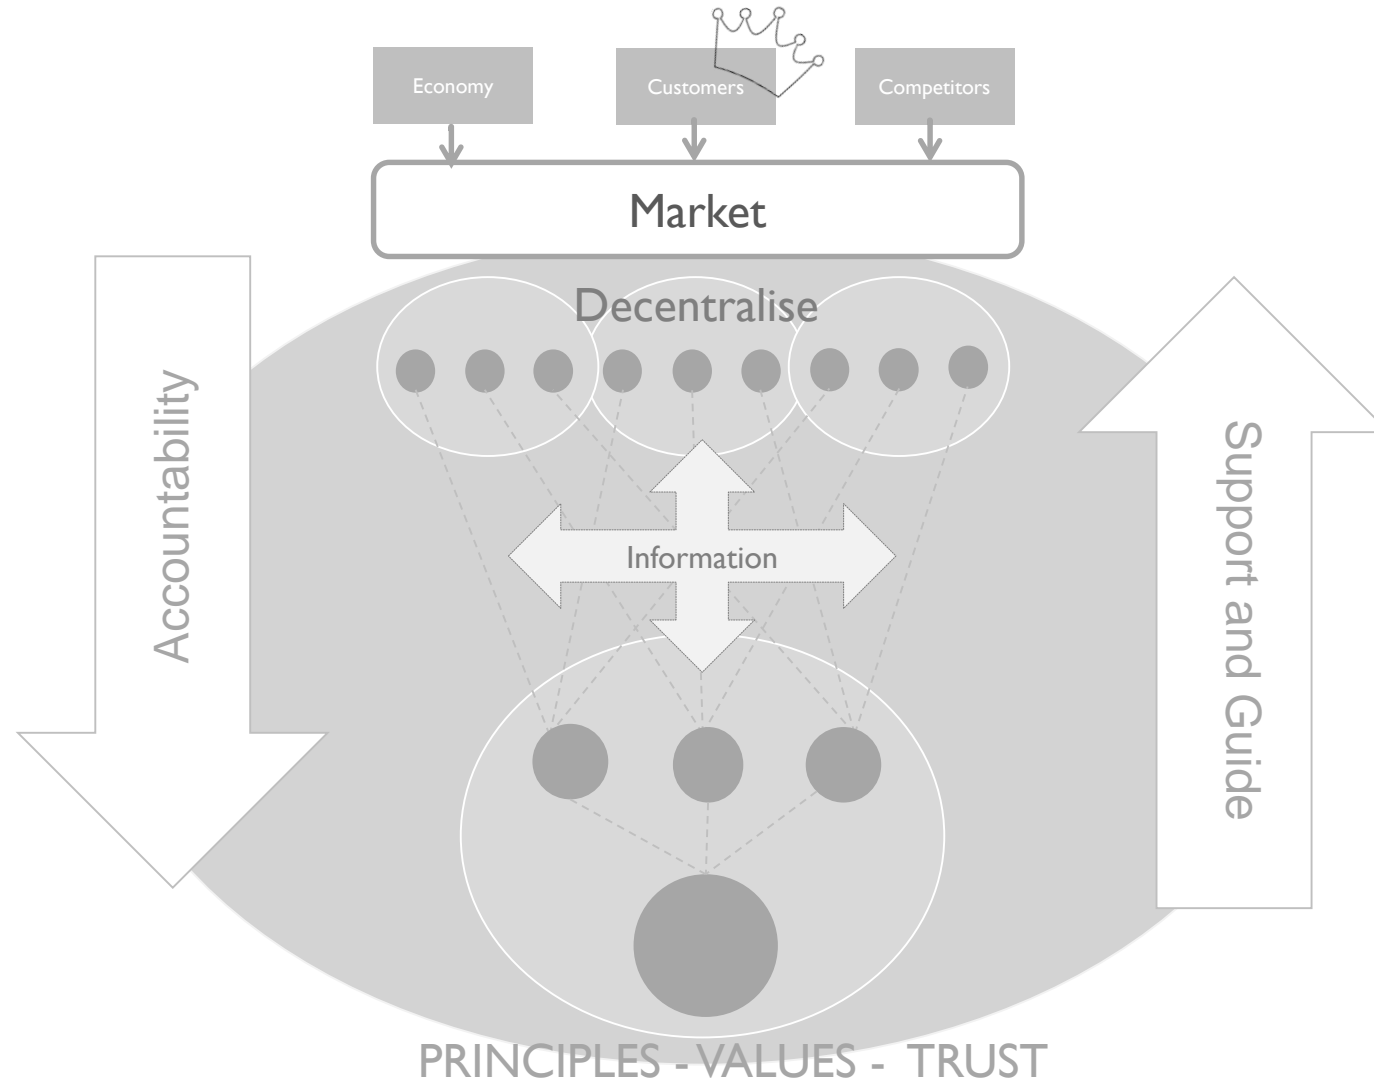 Economy
Customers
Competitors
Market
Decentralise
Accountability
Support and Guide
Information
PRINCIPLES - VALUES - TRUST